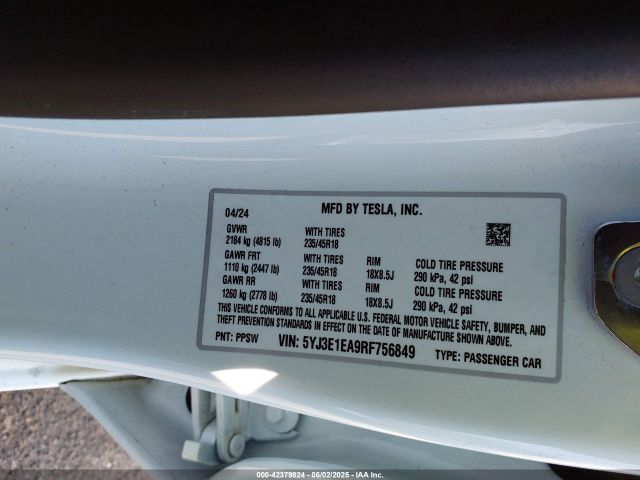 04/24 MFD BY TESLA, INC.
GVWR WITH TIRES
2184 kg (4815 lb) 235/45R18
GAWR FRT WITH TIRES RIM COLD TIRE PRESSURE
1110 kg (2447 lb) 235/45R18 18X8.5J 290 kPa, 42 psi
GAWR RR WITH TIRES RIM COLD TIRE PRESSURE
1260 kg (2778 lb) 235/45R18 18X8.5J 290 kPa, 42 psi
THIS VEHICLE CONFORMS TO ALL APPLICABLE U.S. FEDERAL MOTOR VEHICLE SAFETY, BUMPER, AND
THEFT PREVENTION STANDARDS IN EFFECT ON THE DATE OF MANUFACTURE SHOWN ABOVE.
PNT: PPSW VIN: 5YJ3E1EA9RF756849 TYPE: PASSENGER CAR
000-42379824 - 06/02/2025 - IAA Inc.